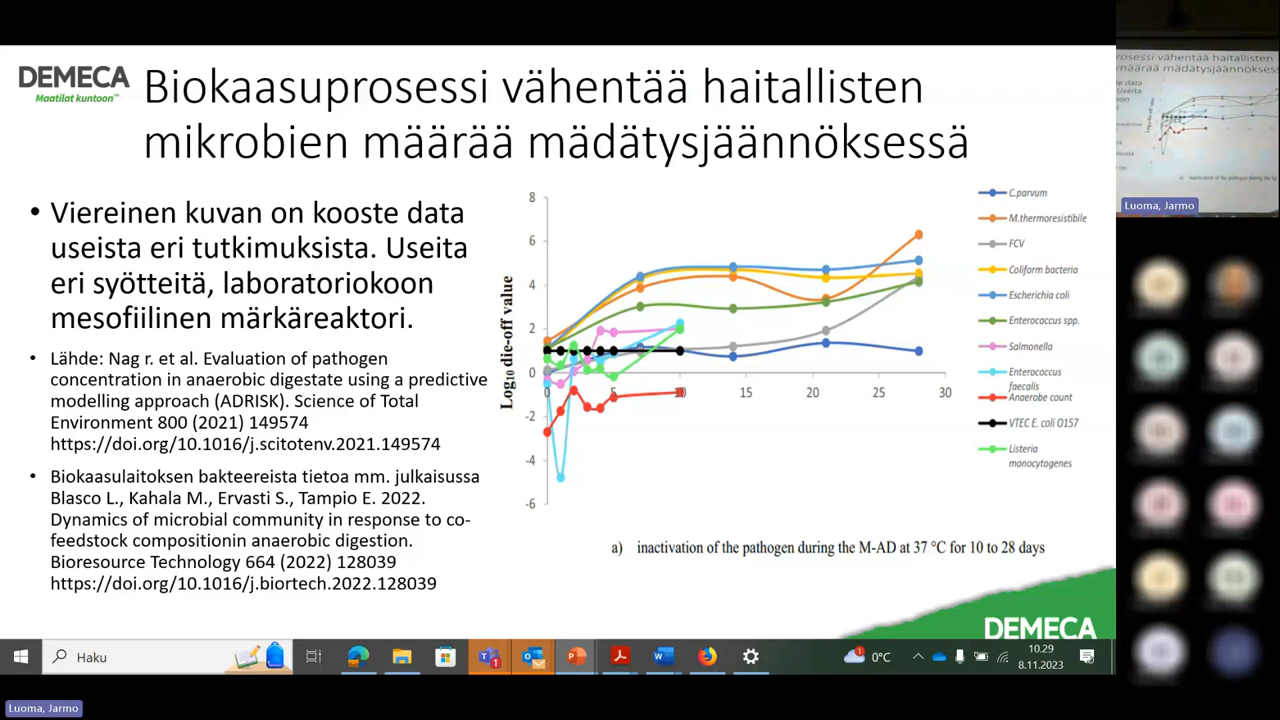 DEMECA
Maatilat kuntoon™
Biokaasuprosessi vähentää haitallisten
mikrobien määrää mädätysjäännöksessä
• Viereinen kuvan on kooste data
useista eri tutkimuksista. Useita
eri syötteitä, laboratoriokoon
mesofiilinen märkäreaktori.
• Lähde: Nag r. et al. Evaluation of pathogen
concentration in anaerobic digestate using a predictive
modelling approach (ADRISK). Science of Total
Environment 800 (2021) 149574
https://doi.org/10.1016/j.scitotenv.2021.149574
• Biokaasulaitoksen bakteereista tietoa mm. julkaisussa
Blasco L., Kahala M., Ervasti S., Tampio E. 2022.
Dynamics of microbial community in response to co-
feedstock compositionin anaerobic digestion.
Bioresource Technology 664 (2022) 128039
https://doi.org/10.1016/j.biortech.2022.128039
Log10 die-off value
8
6
4
2
0
-2
-4
-6
0
5
10
15
20
25
30
C.parvum
M.thermoresistibile
FCV
Coliform bacteria
Escherichia coli
Enterococcus spp.
Salmonella
Enterococcus
faecalis
Anaerobe count
VTEC E. coli O157
Listeria
monocytogenes
a) inactivation of the pathogen during the M-AD at 37 °C for 10 to 28 days
DEMECA
Haku
0°C
10.29
8.11.2023
Luoma, Jarmo
Luoma, Jarmo